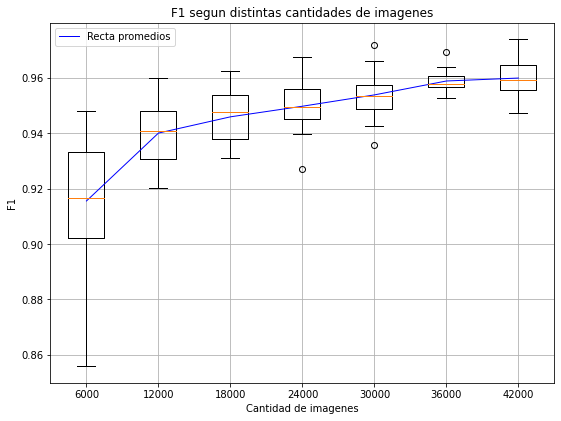 F1 segun distintas cantidades de imagenes
Recta promedios
0.96
0.94
0.92
0.90
0.88
0.86
F1
6000 12000 18000 24000 30000 36000 42000
Cantidad de imagenes